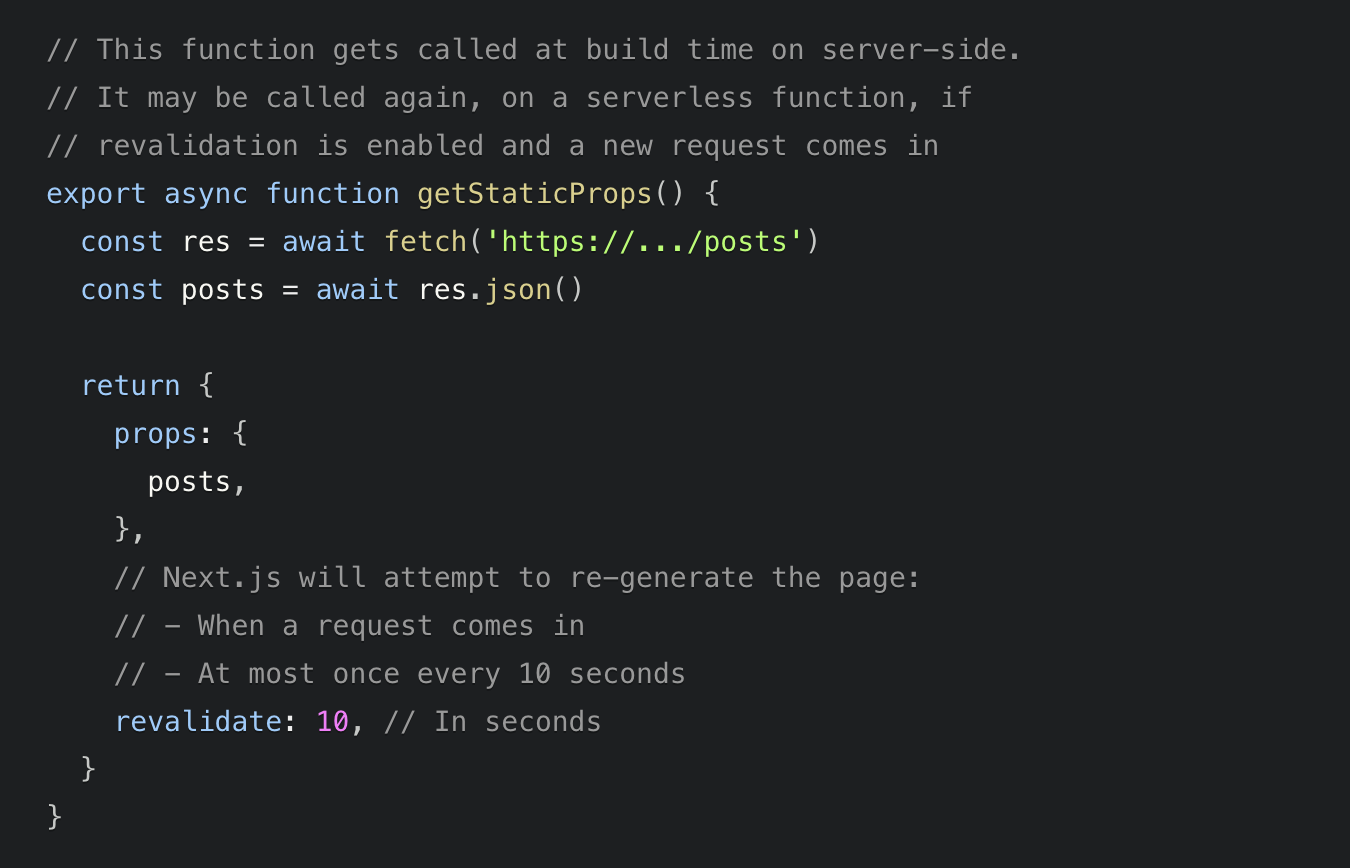 // This function gets called at build time on server-side.
// It may be called again, on a serverless function, if
// revalidation is enabled and a new request comes in
export async function getStaticProps() {
  const res = await fetch('https://.../posts')
  const posts = await res.json()

  return {
    props: {
      posts,
    },
    // Next.js will attempt to re-generate the page:
    // - When a request comes in
    // - At most once every 10 seconds
    revalidate: 10, // In seconds
  }
}